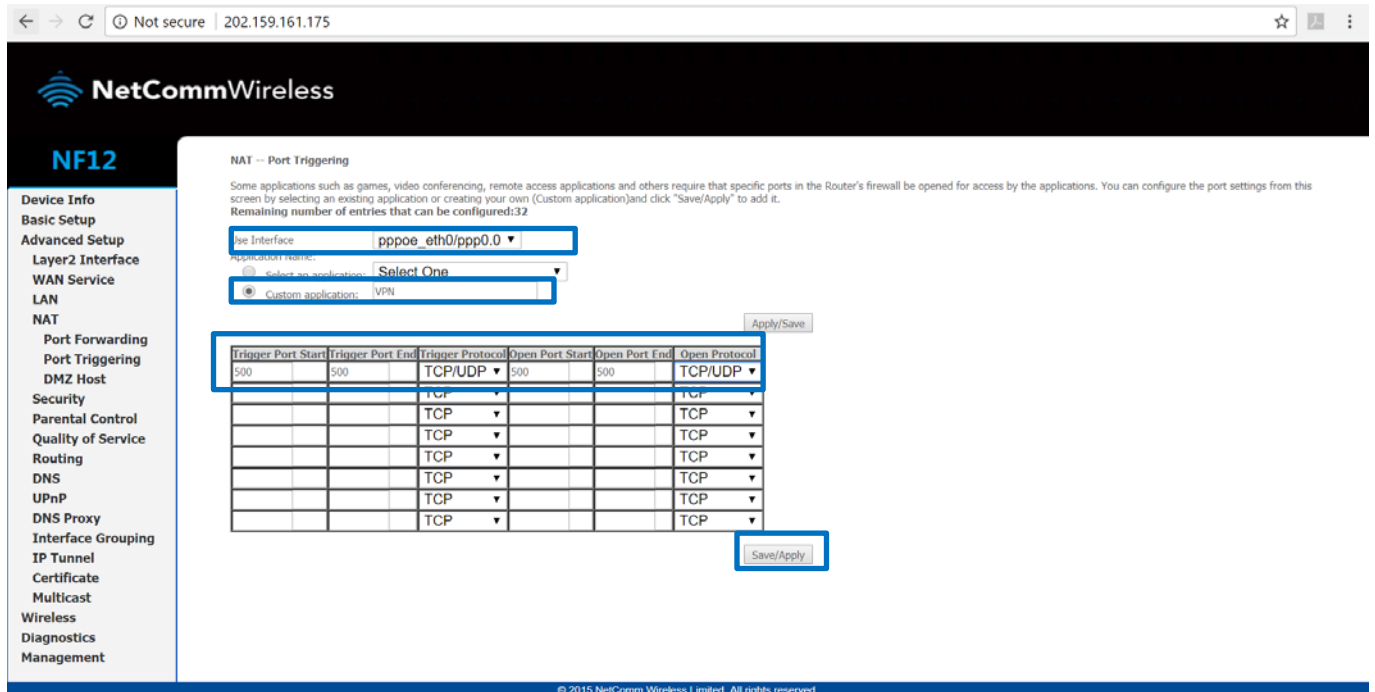 Not secure 202.159.161.175
NetCommWireless
NF12
Device Info
Basic Setup
Advanced Setup
Layer2 Interface
WAN Service
LAN
NAT
Port Forwarding
Port Triggering
DMZ Host
Security
Parental Control
Quality of Service
Routing
DNS
UPnP
DNS Proxy
Interface Grouping
IP Tunnel
Certificate
Multicast
Wireless
Diagnostics
Management
NAT -- Port Triggering
Some applications such as games, video conferencing, remote access applications and others require that specific ports in the Router's firewall be opened for access by the applications. You can configure the port settings from this
screen by selecting an existing application or creating your own (Custom application)and click "Save/Apply" to add it.
Remaining number of entries that can be configured:32
Use Interface pppoe_eth0/ppp0.0
Application Name:
Select an application: Select One
Custom application: VPN
Apply/Save
Trigger Port Start Trigger Port End Trigger Protocol Open Port Start Open Port End Open Protocol
500 500 TCP/UDP 500 500 TCP/UDP
TCP TCP
TCP TCP
TCP TCP
TCP TCP
TCP TCP
TCP TCP
TCP TCP
Save/Apply
© 2015 NetComm Wireless Limited. All rights reserved.